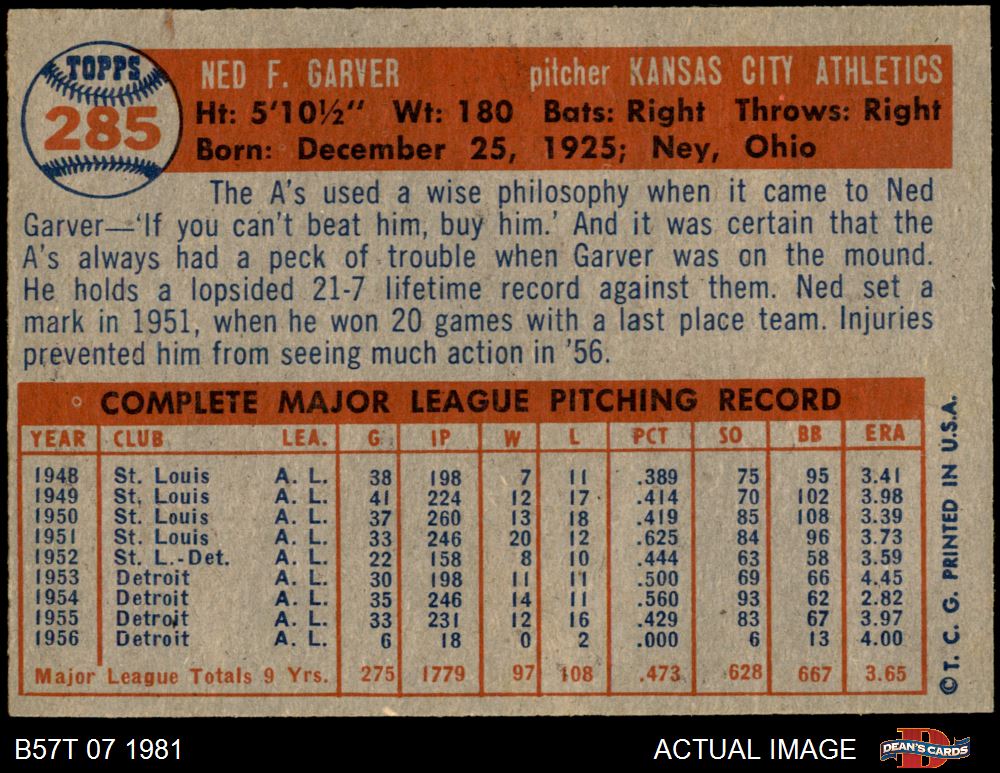 TOPPS
285
NED F. GARVER pitcher KANSAS CITY ATHLETICS
Ht: 5'10½" Wt: 180 Bats: Right Throws: Right
Born: December 25, 1925; Ney, Ohio
The A's used a wise philosophy when it came to Ned
Garver—'If you can't beat him, buy him.' And it was certain that the
A's always had a peck of trouble when Garver was on the mound.
He holds a lopsided 21-7 lifetime record against them. Ned set a
mark in 1951, when he won 20 games with a last place team. Injuries
prevented him from seeing much action in '56.
COMPLETE MAJOR LEAGUE PITCHING RECORD
YEAR CLUB LEA. G IP W L PCT SO BB ERA
1948 St. Louis A. L. 38 198 7 11 .389 75 95 3.41
1949 St. Louis A. L. 41 224 12 17 .414 70 102 3.98
1950 St. Louis A. L. 37 260 13 18 .419 85 108 3.39
1951 St. Louis A. L. 33 246 20 12 .625 84 96 3.73
1952 St. L.-Det. A. L. 22 158 8 10 .444 63 58 3.59
1953 Detroit A. L. 30 198 11 11 .500 69 66 4.45
1954 Detroit A. L. 35 246 14 11 .560 93 62 2.82
1955 Detroit A. L. 33 231 12 16 .429 83 67 3.97
1956 Detroit A. L. 6 18 0 2 .000 6 13 4.00
Major League Totals 9 Yrs. 275 1779 97 108 .473 628 667 3.65
© T. C. G. PRINTED IN U.S.A.
B57T 07 1981 ACTUAL IMAGE
DEAN'S CARDS